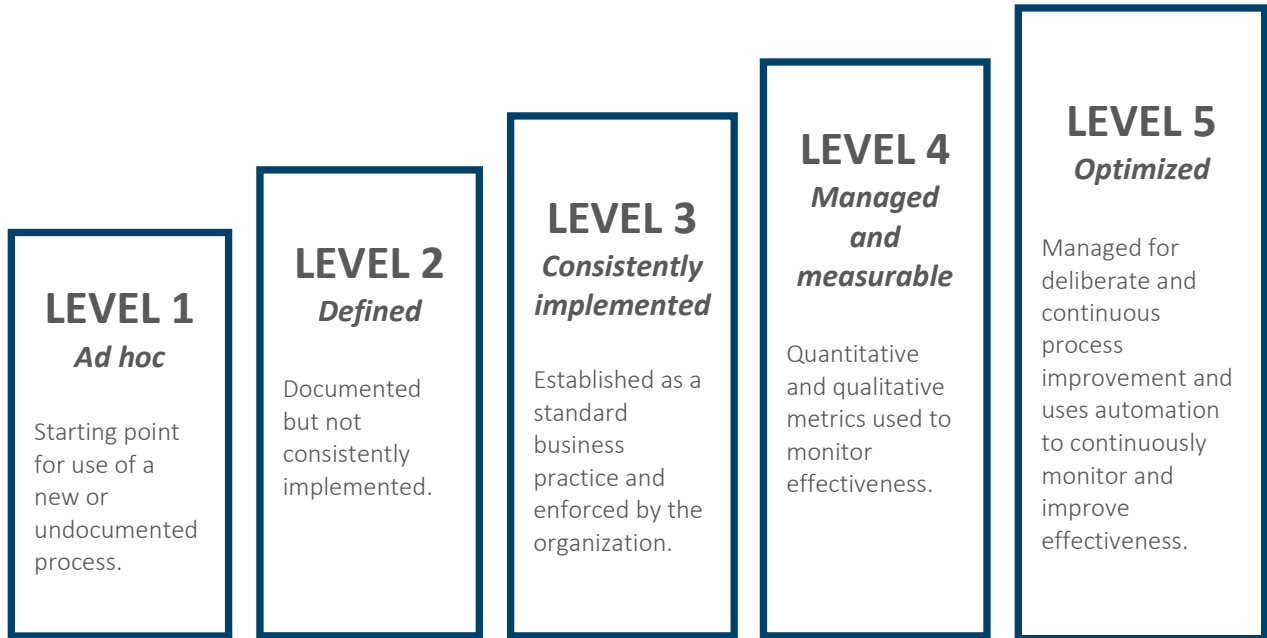 LEVEL 1
Ad hoc
Starting point
for use of a
new or
undocumented
process.
LEVEL 2
Defined
Documented
but not
consistently
implemented.
LEVEL 3
Consistently
implemented
Established as a
standard
business
practice and
enforced by the
organization.
LEVEL 4
Managed
and
measurable
Quantitative
and qualitative
metrics used to
monitor
effectiveness.
LEVEL 5
Optimized
Managed for
deliberate and
continuous
process
improvement and
uses automation
to continuously
monitor and
improve
effectiveness.